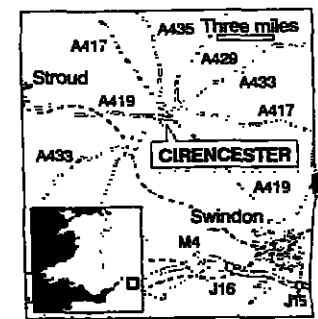 A435 Three miles
A417
A429
Stroud
A433
A419
A417
A433
CIRENCESTER
A419
Swindon
M4
J16
J15